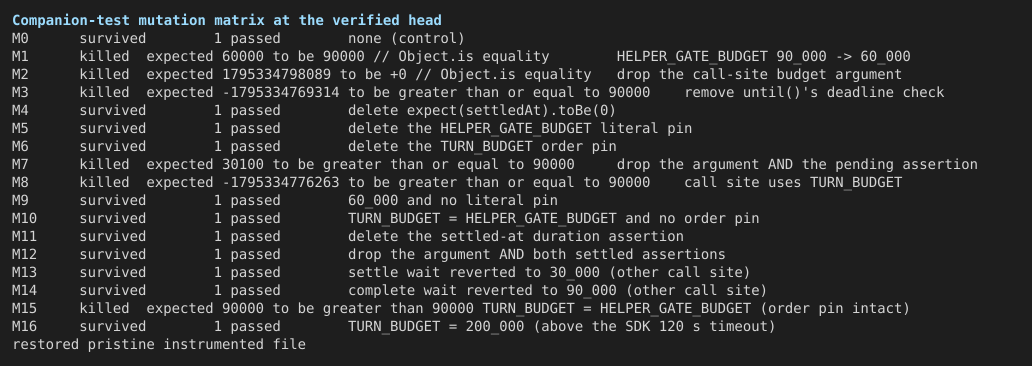 Companion-test mutation matrix at the verified head
M0 survived 1 passed none (control)
M1 killed expected 60000 to be 90000 // Object.is equality HELPER_GATE_BUDGET 90_000 -> 60_000
M2 killed expected 1795334798089 to be +0 // Object.is equality drop the call-site budget argument
M3 killed expected -1795334769314 to be greater than or equal to 90000 remove until()'s deadline check
M4 survived 1 passed delete expect(settledAt).toBe(0)
M5 survived 1 passed delete the HELPER_GATE_BUDGET literal pin
M6 survived 1 passed delete the TURN_BUDGET order pin
M7 killed expected 30100 to be greater than or equal to 90000 drop the argument AND the pending assertion
M8 killed expected -1795334776263 to be greater than or equal to 90000 call site uses TURN_BUDGET
M9 survived 1 passed 60_000 and no literal pin
M10 survived 1 passed TURN_BUDGET = HELPER_GATE_BUDGET and no order pin
M11 survived 1 passed delete the settled-at duration assertion
M12 survived 1 passed drop the argument AND both settled assertions
M13 survived 1 passed settle wait reverted to 30_000 (other call site)
M14 survived 1 passed complete wait reverted to 90_000 (other call site)
M15 killed expected 90000 to be greater than 90000 TURN_BUDGET = HELPER_GATE_BUDGET (order pin intact)
M16 survived 1 passed TURN_BUDGET = 200_000 (above the SDK 120 s timeout)
restored pristine instrumented file